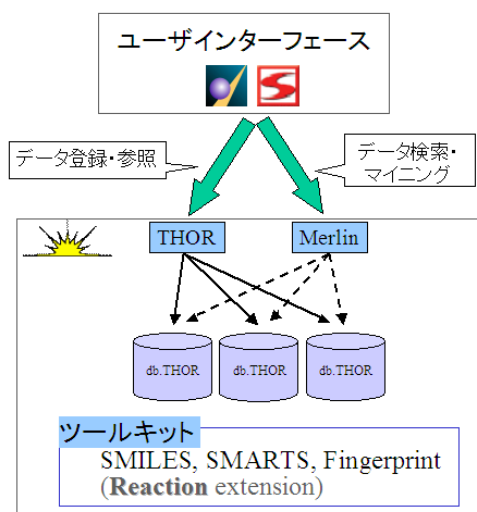 ユーザインターフェース
データ登録・参照
データ検索・
マイニング
THOR
Merlin
db.THOR
db.THOR
db.THOR
ツールキット
SMILES, SMARTS, Fingerprint
(Reaction extension)